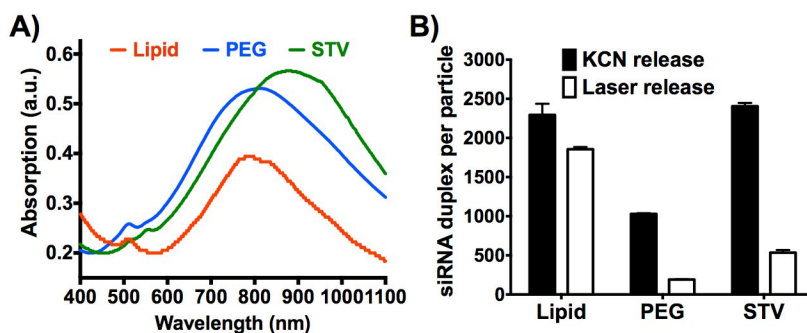 A)
Lipid PEG STV
Absorption (a.u.)
0.6
0.5
0.4
0.3
0.2
400 500 600 700 800 900 1000 1100
Wavelength (nm)
B)
KCN release
Laser release
siRNA duplex per particle
3000
2500
2000
1500
1000
500
0
Lipid PEG STV